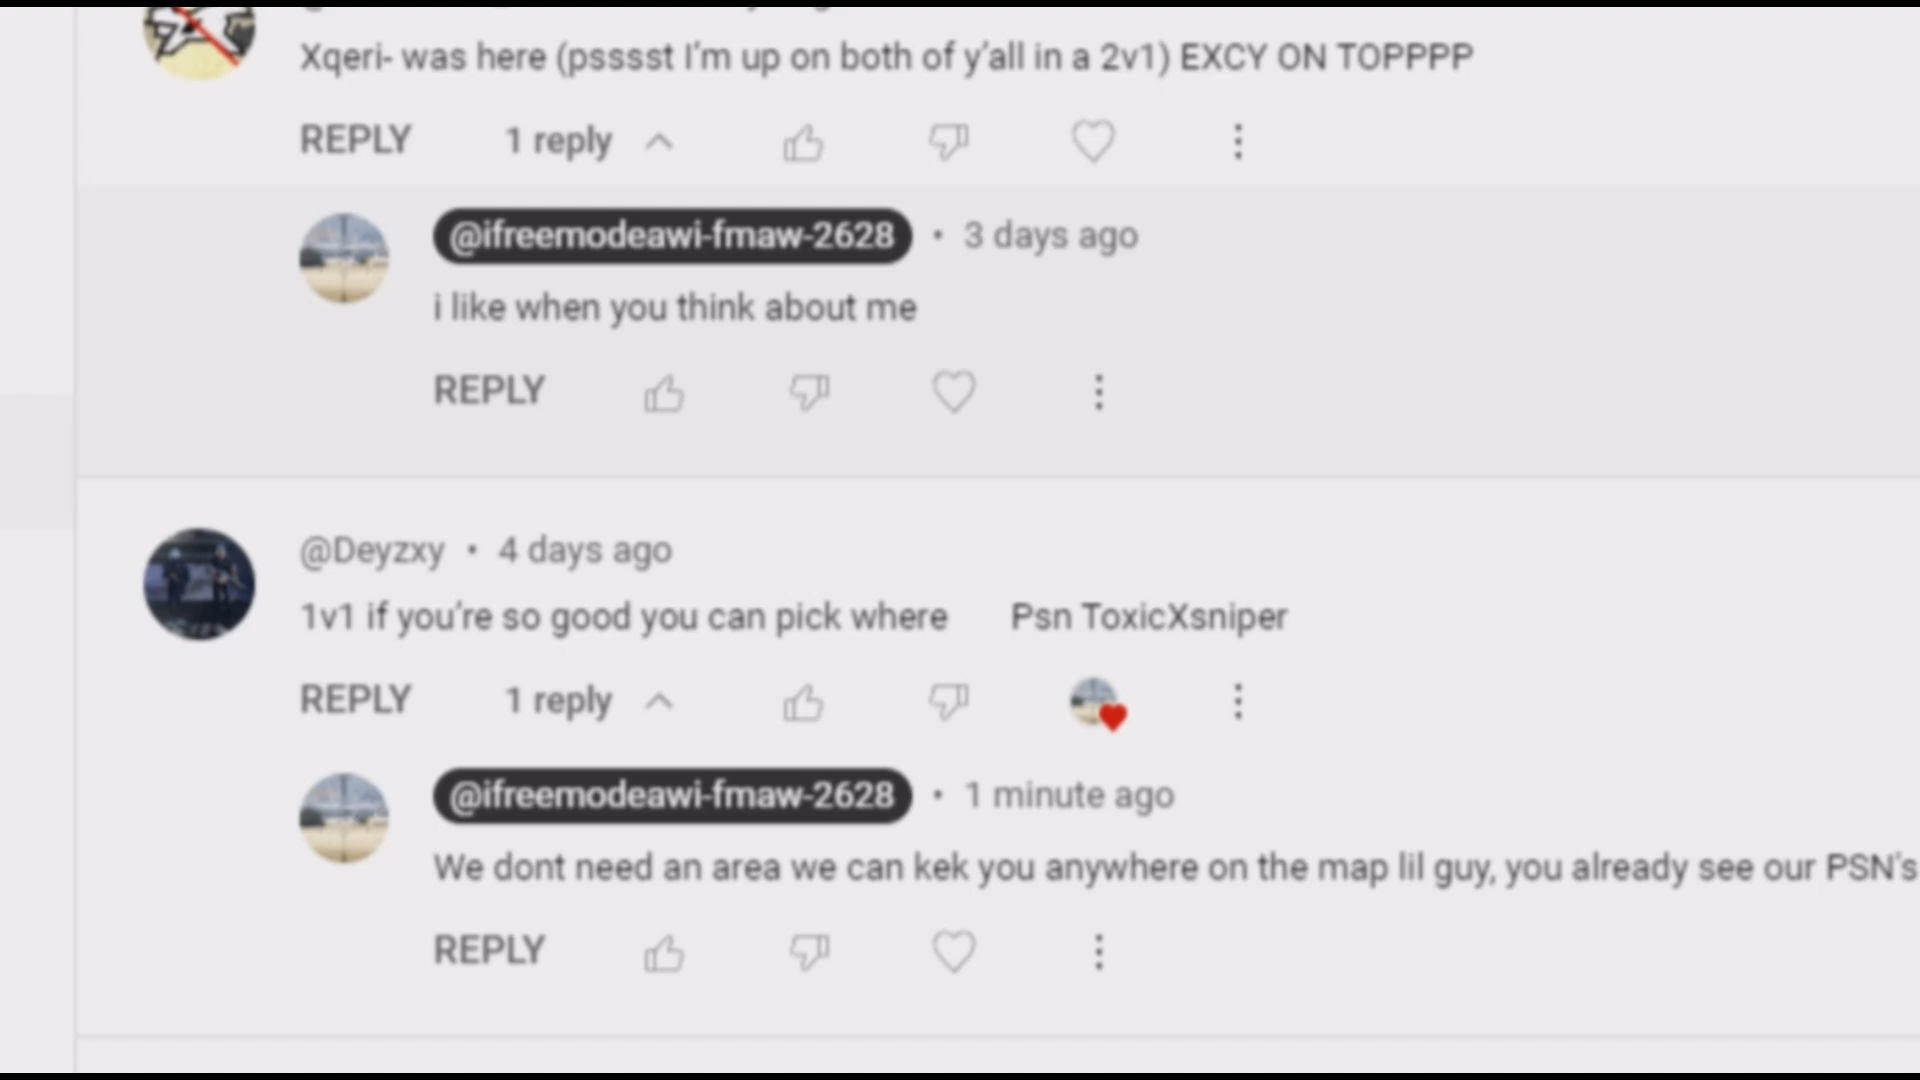 Xqeri- was here (psssst I'm up on both of y'all in a 2v1) EXCY ON TOPPPP
REPLY 1 reply
@ifreemodeawi-fmaw-2628 • 3 days ago
i like when you think about me
REPLY
@Deyzxy • 4 days ago
1v1 if you're so good you can pick where Psn ToxicXsniper
REPLY 1 reply
@ifreemodeawi-fmaw-2628 • 1 minute ago
We dont need an area we can kek you anywhere on the map lil guy, you already see our PSN's
REPLY